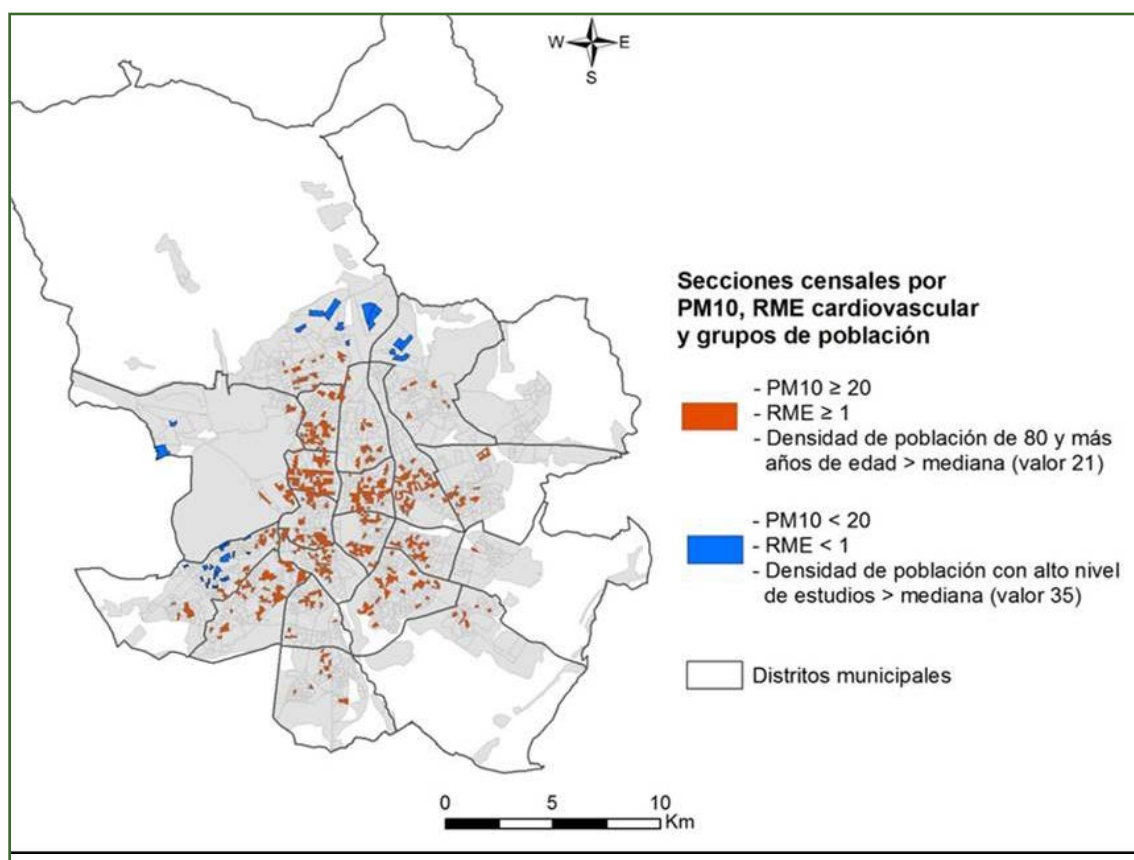 W E
S
Secciones censales por
PM10, RME cardiovascular
y grupos de población
- PM10 ≥ 20
- RME ≥ 1
- Densidad de población de 80 y más
años de edad > mediana (valor 21)
- PM10 < 20
- RME < 1
- Densidad de población con alto nivel
de estudios > mediana (valor 35)
Distritos municipales
0 5 10
Km